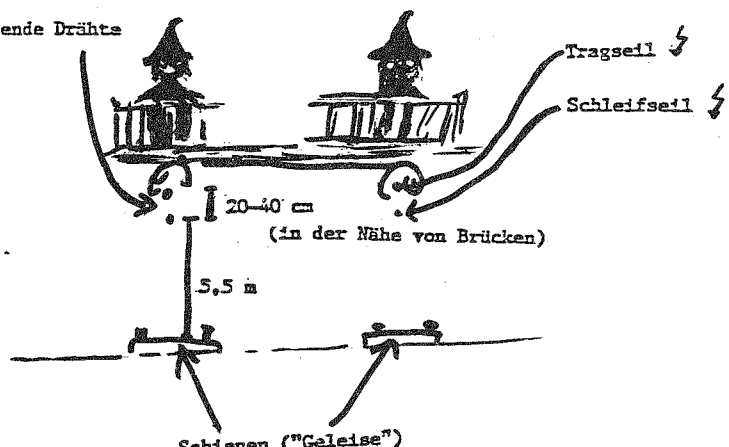 ende Drähte
Tragseil
Schleifseil
20-40 cm
(in der Nähe von Brücken)
5,5 m
Schienen ("Geleise")